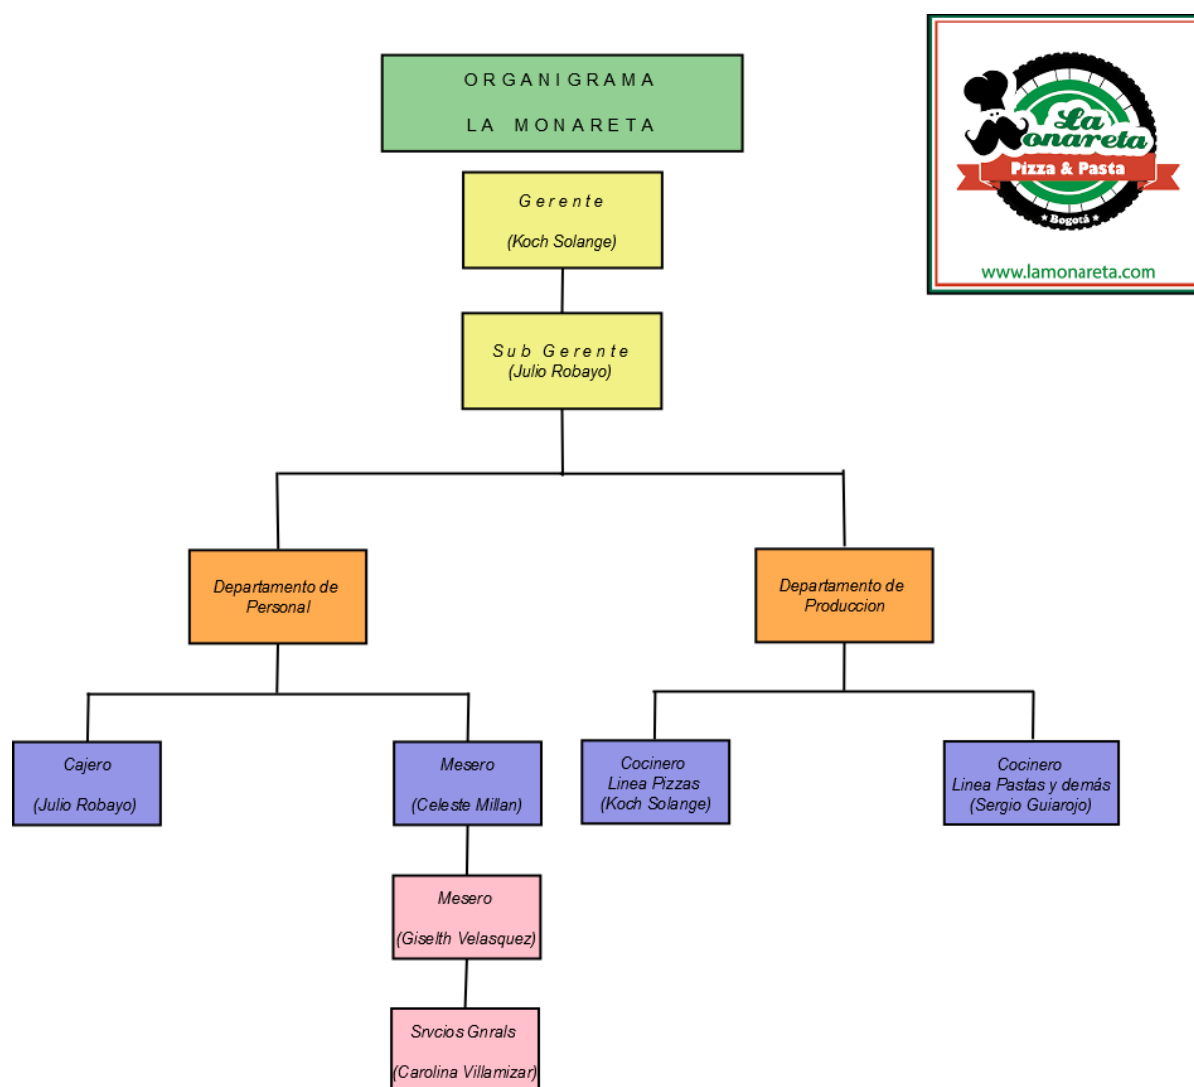 ORGANIGRAMA
LA MONARETA
La
Monareta
Pizza & Pasta
Bogotá
www.lamonareta.com
Gerente
(Koch Solange)
Sub Gerente
(Julio Robayo)
Departamento de
Personal
Departamento de
Produccion
Cajero
(Julio Robayo)
Mesero
(Celeste Millan)
Cocinero
Linea Pizzas
(Koch Solange)
Cocinero
Linea Pastas y demás
(Sergio Guiarojo)
Mesero
(Giselth Velasquez)
Srvcios Gnrals
(Carolina Villamizar)